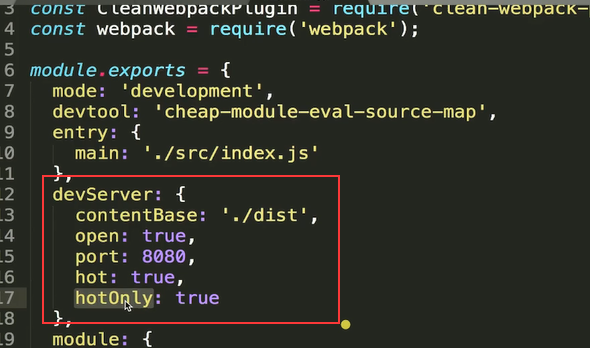 3 const CleanWebpackPlugin = require('clean-webpack-
4 const webpack = require('webpack');
5
6 module.exports = {
7 mode: 'development',
8 devtool: 'cheap-module-eval-source-map',
9 entry: {
10 main: './src/index.js'
11 },
12 devServer: {
13 contentBase: './dist',
14 open: true,
15 port: 8080,
16 hot: true,
17 hotOnly: true
18 },
19 module: {